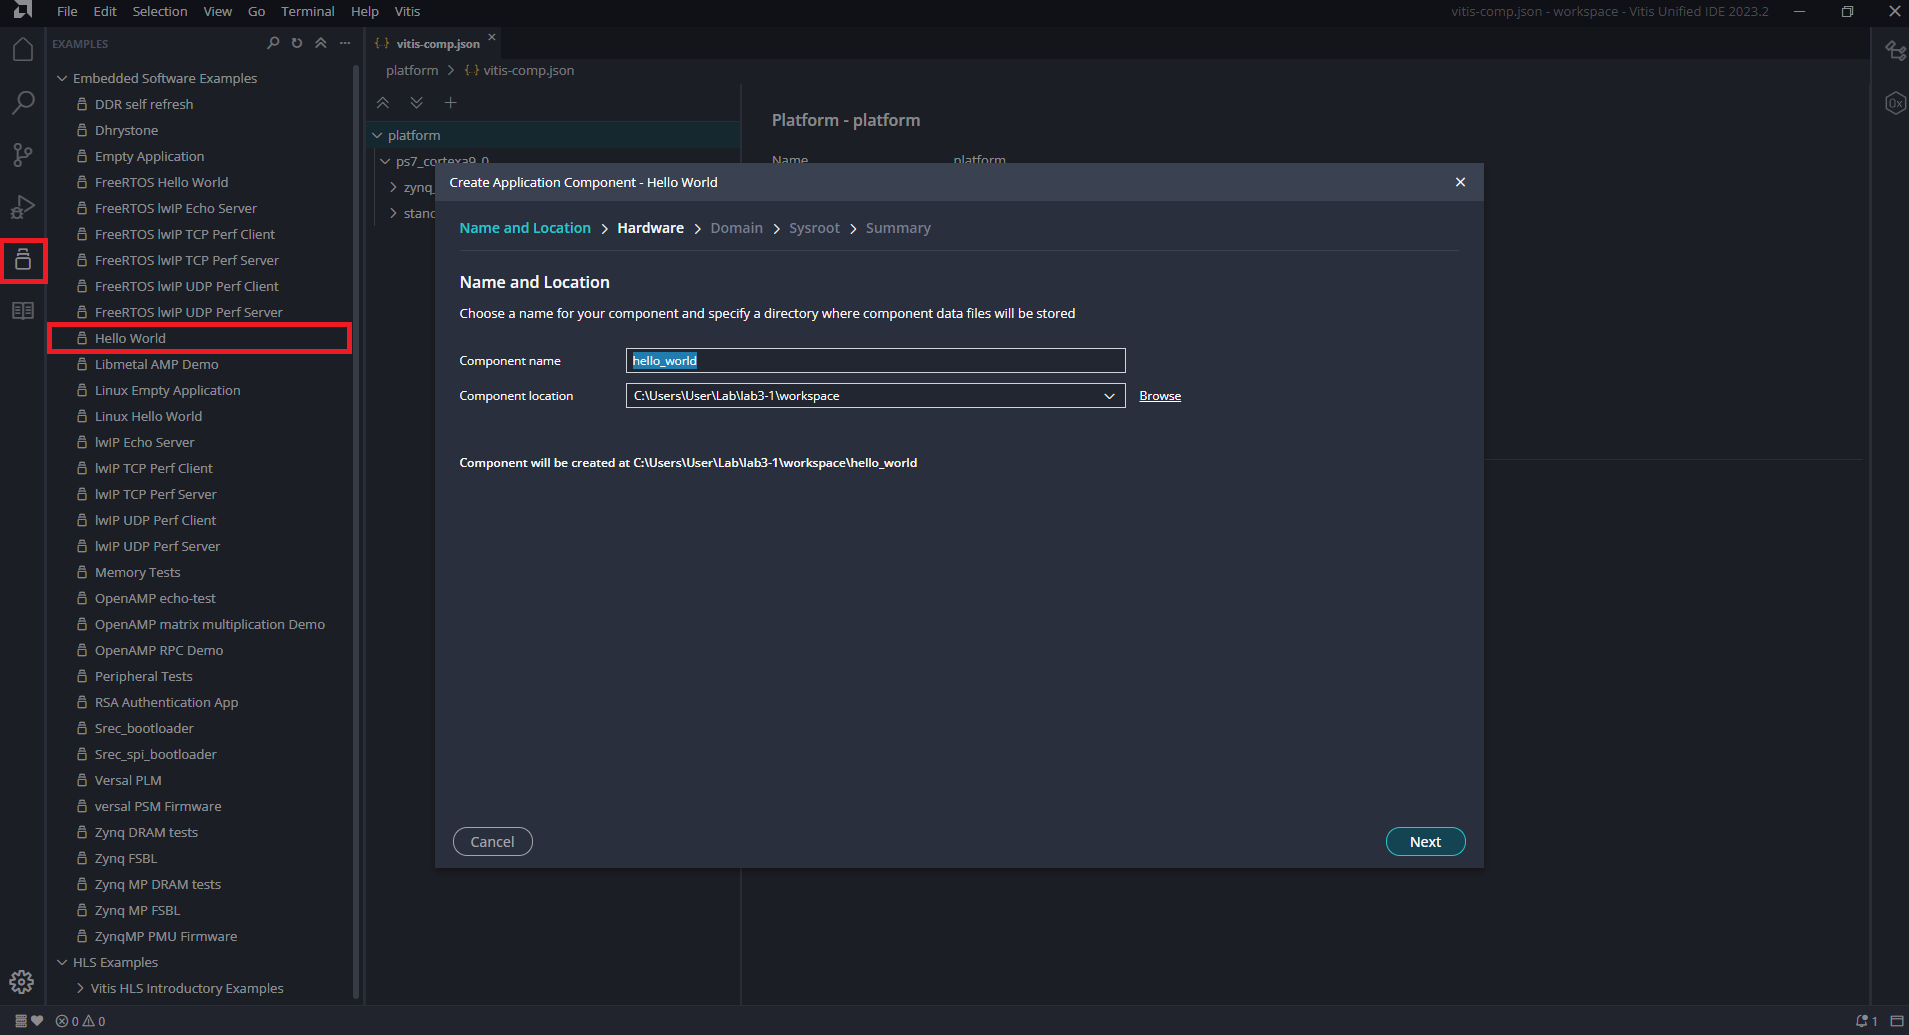 File Edit Selection View Go Terminal Help Vitis
vitis-comp.json - workspace - Vitis Unified IDE 2023.2
EXAMPLES
Embedded Software Examples
DDR self refresh
Dhrystone
Empty Application
FreeRTOS Hello World
FreeRTOS lwIP Echo Server
FreeRTOS lwIP TCP Perf Client
FreeRTOS lwIP TCP Perf Server
FreeRTOS lwIP UDP Perf Client
FreeRTOS lwIP UDP Perf Server
Hello World
Libmetal AMP Demo
Linux Empty Application
Linux Hello World
lwIP Echo Server
lwIP TCP Perf Client
lwIP TCP Perf Server
lwIP UDP Perf Client
lwIP UDP Perf Server
Memory Tests
OpenAMP echo-test
OpenAMP matrix multiplication Demo
OpenAMP RPC Demo
Peripheral Tests
RSA Authentication App
Srec_bootloader
Srec_spi_bootloader
Versal PLM
versal PSM Firmware
Zynq DRAM tests
Zynq FSBL
Zynq MP DRAM tests
Zynq MP FSBL
ZynqMP PMU Firmware
HLS Examples
Vitis HLS Introductory Examples
{ } vitis-comp.json
platform > {··} vitis-comp.json
platform
ps7_cortexa9_0
zynq_
stanc
Platform - platform
Name platform
Create Application Component - Hello World
Name and Location > Hardware > Domain > Sysroot > Summary
Name and Location
Choose a name for your component and specify a directory where component data files will be stored
Component name hello_world
Component location C:\Users\User\Lab\lab3-1\workspace Browse
Component will be created at C:\Users\User\Lab\lab3-1\workspace\hello_world
Cancel Next
0x
0 0
1